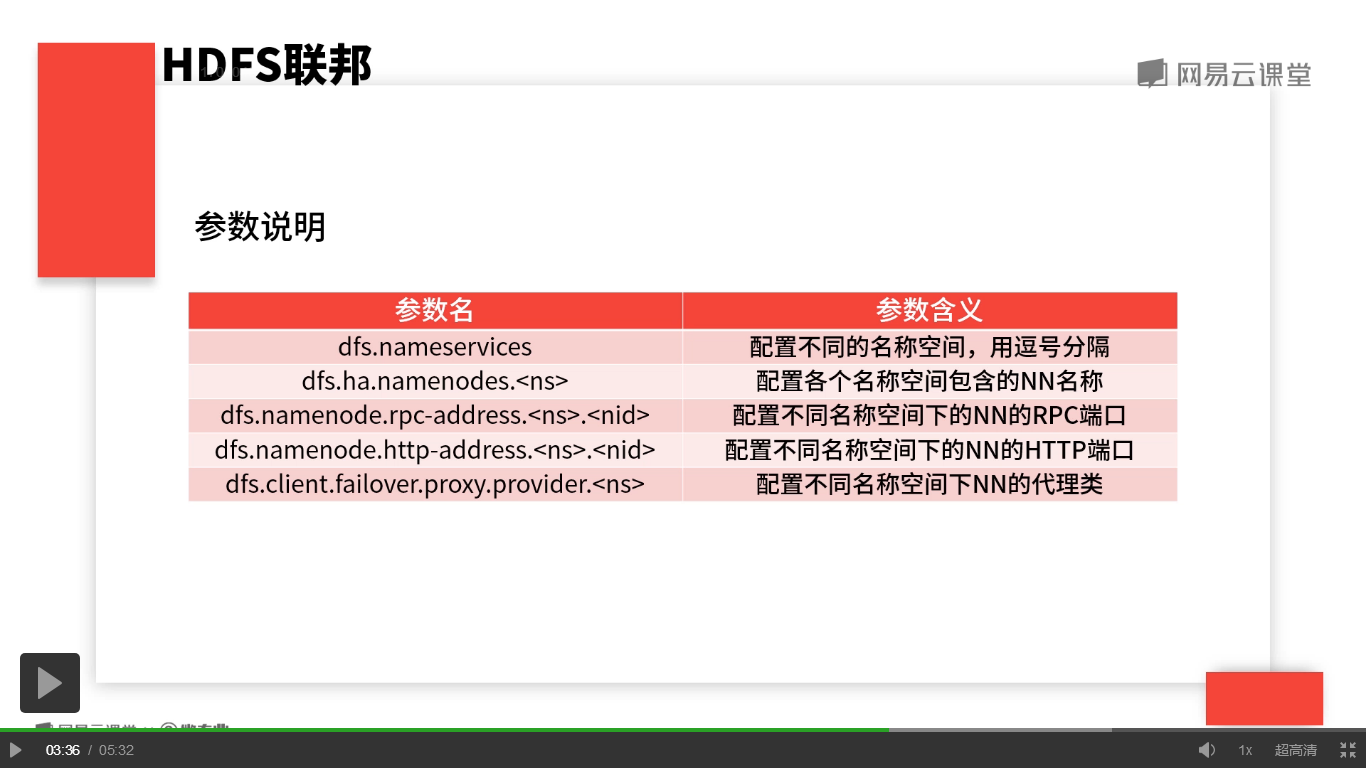 HDFS联邦
网易云课堂
参数说明
参数名 参数含义
dfs.nameservices 配置不同的名称空间，用逗号分隔
dfs.ha.namenodes.<ns> 配置各个名称空间包含的NN名称
dfs.namenode.rpc-address.<ns>.<nid> 配置不同名称空间下的NN的RPC端口
dfs.namenode.http-address.<ns>.<nid> 配置不同名称空间下的NN的HTTP端口
dfs.client.failover.proxy.provider.<ns> 配置不同名称空间下NN的代理类
网易云课堂
03:36 / 05:32 1x 超高清